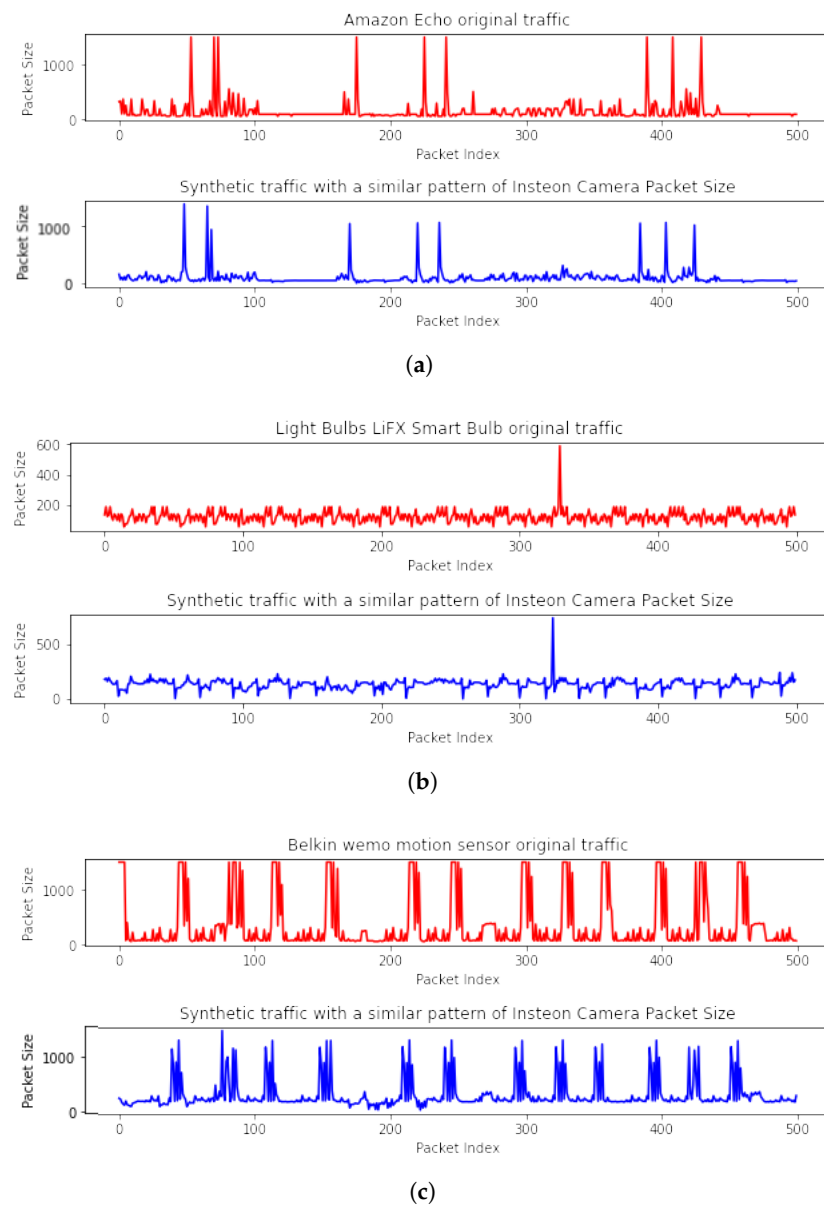 Amazon Echo original traffic
Packet Size
1000
0
0 100 200 300 400 500
Packet Index
Synthetic traffic with a similar pattern of Insteon Camera Packet Size
Packet Size
1000
0
0 100 200 300 400 500
Packet Index
(a)
Light Bulbs LiFX Smart Bulb original traffic
Packet Size
600
400
200
0 100 200 300 400 500
Packet Index
Synthetic traffic with a similar pattern of Insteon Camera Packet Size
Packet Size
500
0
0 100 200 300 400 500
Packet Index
(b)
Belkin wemo motion sensor original traffic
Packet Size
1000
0
0 100 200 300 400 500
Packet Index
Synthetic traffic with a similar pattern of Insteon Camera Packet Size
Packet Size
1000
0
0 100 200 300 400 500
Packet Index
(c)